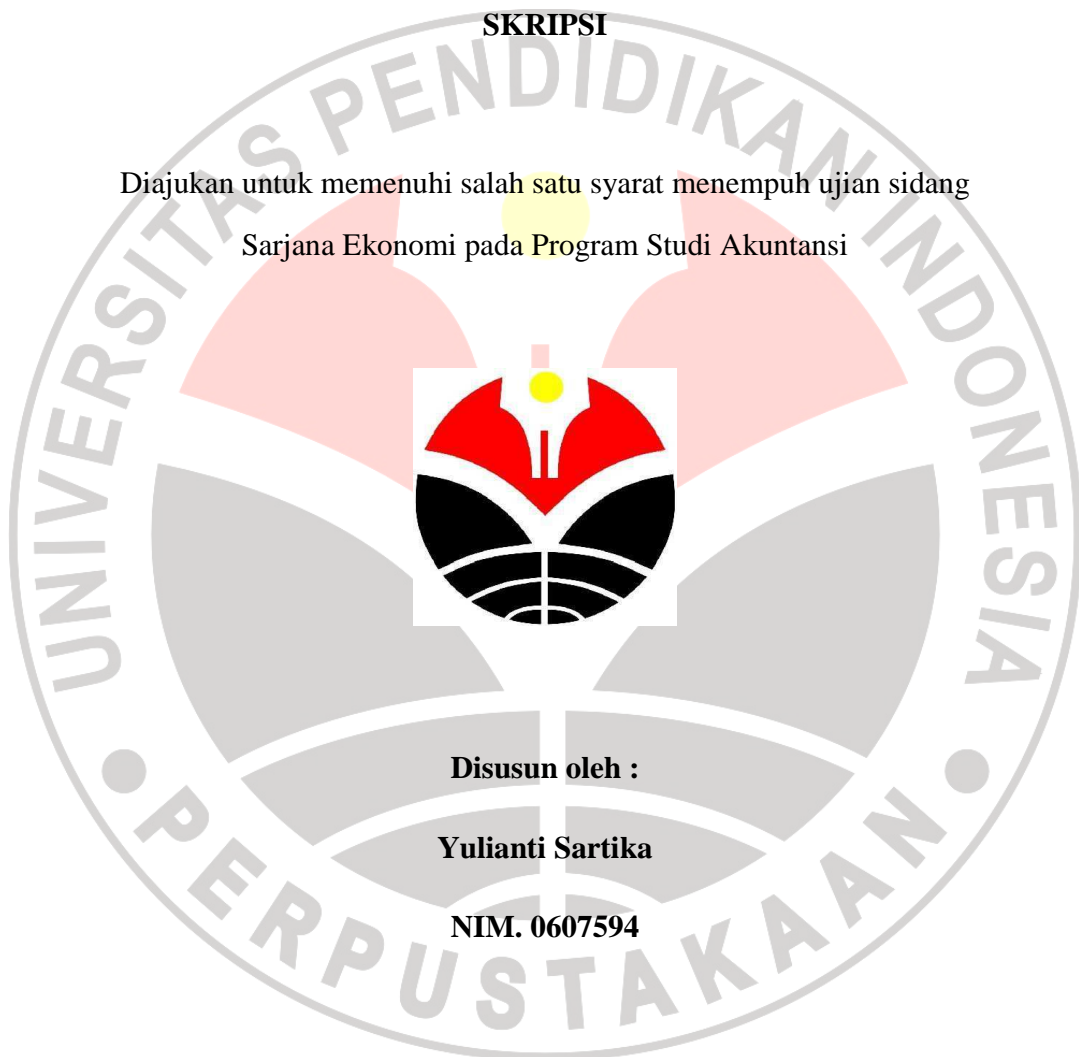 SKRIPSI
UNIVERSITAS PENDIDIKAN INDONESIA
Diajukan untuk memenuhi salah satu syarat menempuh ujian sidang
Sarjana Ekonomi pada Program Studi Akuntansi
Disusun oleh :
Yulianti Sartika
NIM. 0607594
PERPUSTAKAAN